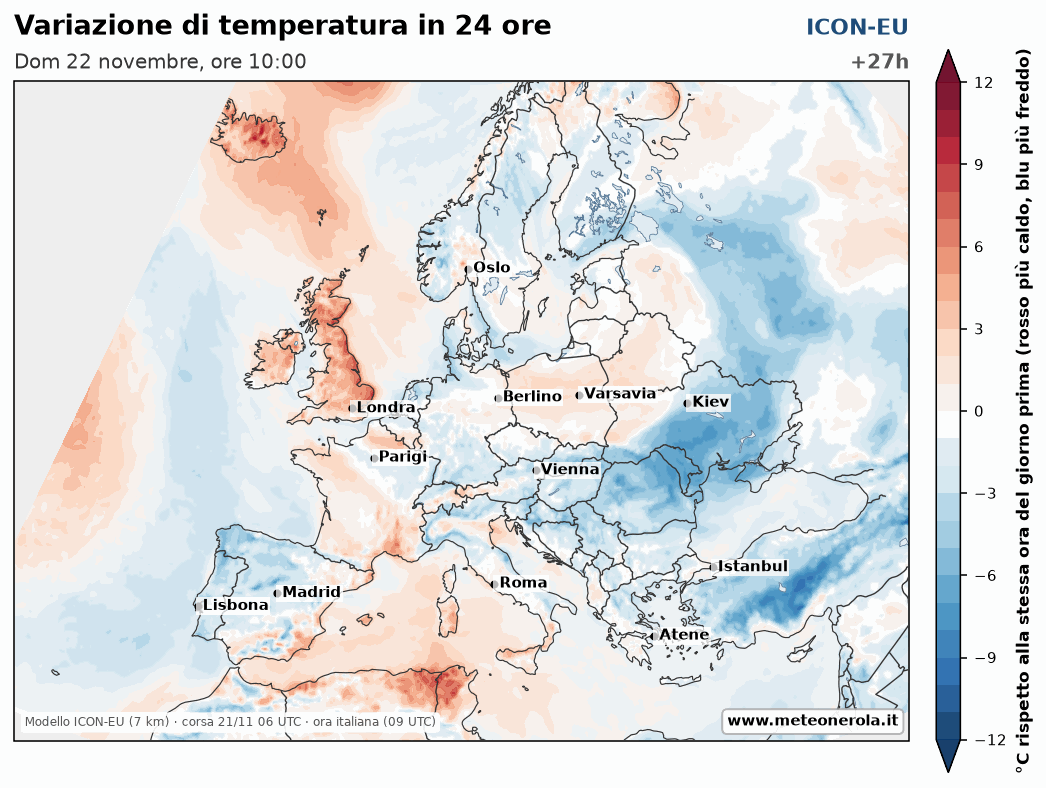 Variazione di temperatura in 24 ore
ICON-EU
Dom 22 novembre, ore 10:00
+27h
Oslo
Londra
Berlino
Varsavia
Kiev
Parigi
Vienna
Istanbul
Roma
Madrid
Lisbona
Atene
Modello ICON-EU (7 km) · corsa 21/11 06 UTC · ora italiana (09 UTC)
www.meteonerola.it
12
9
6
3
0
−3
−6
−9
−12
°C rispetto alla stessa ora del giorno prima (rosso più caldo, blu più freddo)